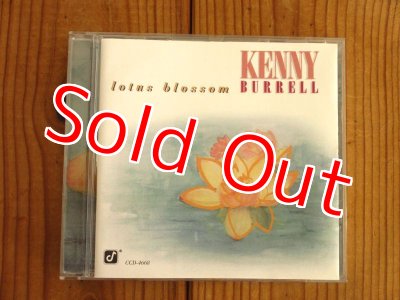 KENNY
BURRELL
lotus blossom
Sold Out
CCD-4668